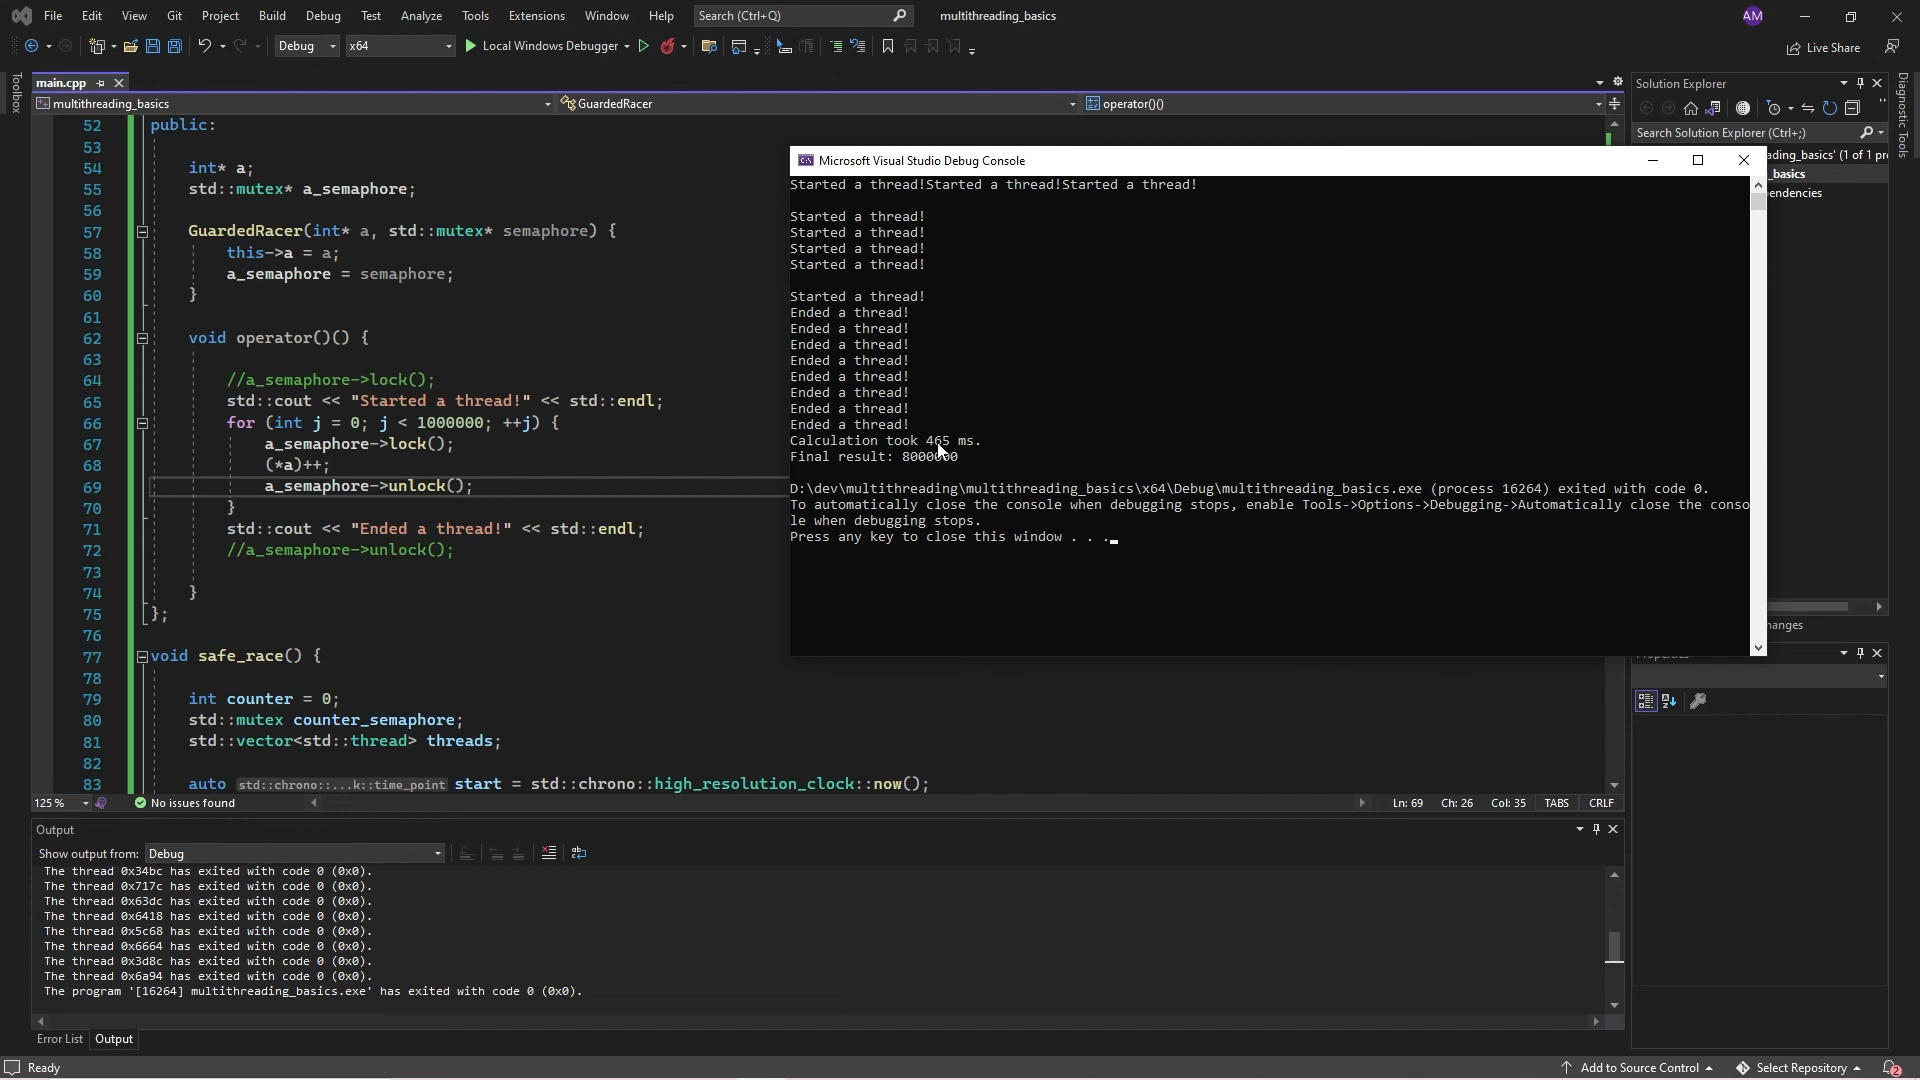 File Edit View Git Project Build Debug Test Analyze Tools Extensions Window Help Search (Ctrl+Q) multithreading_basics AM
Debug x64 Local Windows Debugger Live Share
Toolbox
main.cpp
multithreading_basics GuardedRacer operator()()
52 public:
53
54 int* a;
55 std::mutex* a_semaphore;
56
57 GuardedRacer(int* a, std::mutex* semaphore) {
58 this->a = a;
59 a_semaphore = semaphore;
60 }
61
62 void operator()() {
63
64 //a_semaphore->lock();
65 std::cout << "Started a thread!" << std::endl;
66 for (int j = 0; j < 1000000; ++j) {
67 a_semaphore->lock();
68 (*a)++;
69 a_semaphore->unlock();
70 }
71 std::cout << "Ended a thread!" << std::endl;
72 //a_semaphore->unlock();
73
74 }
75 };
76
77 void safe_race() {
78
79 int counter = 0;
80 std::mutex counter_semaphore;
81 std::vector<std::thread> threads;
82
83 auto std::chrono::...k::time_point start = std::chrono::high_resolution_clock::now();
125 % No issues found Ln: 69 Ch: 26 Col: 35 TABS CRLF
Microsoft Visual Studio Debug Console
Started a thread!Started a thread!Started a thread!
Started a thread!
Started a thread!
Started a thread!
Started a thread!
Started a thread!
Ended a thread!
Ended a thread!
Ended a thread!
Ended a thread!
Ended a thread!
Ended a thread!
Ended a thread!
Ended a thread!
Calculation took 465 ms.
Final result: 8000000
D:\dev\multithreading\multithreading_basics\x64\Debug\multithreading_basics.exe (process 16264) exited with code 0.
To automatically close the console when debugging stops, enable Tools->Options->Debugging->Automatically close the conso
le when debugging stops.
Press any key to close this window . . .
Solution Explorer
Search Solution Explorer (Ctrl+;)
ading_basics' (1 of 1 pr
_basics
endencies
hanges
Diagnostic Tools
Output
Show output from: Debug
The thread 0x34bc has exited with code 0 (0x0).
The thread 0x717c has exited with code 0 (0x0).
The thread 0x63dc has exited with code 0 (0x0).
The thread 0x6418 has exited with code 0 (0x0).
The thread 0x5c68 has exited with code 0 (0x0).
The thread 0x6664 has exited with code 0 (0x0).
The thread 0x3d8c has exited with code 0 (0x0).
The thread 0x6a94 has exited with code 0 (0x0).
The program '[16264] multithreading_basics.exe' has exited with code 0 (0x0).
Error List Output
Ready Add to Source Control Select Repository 2